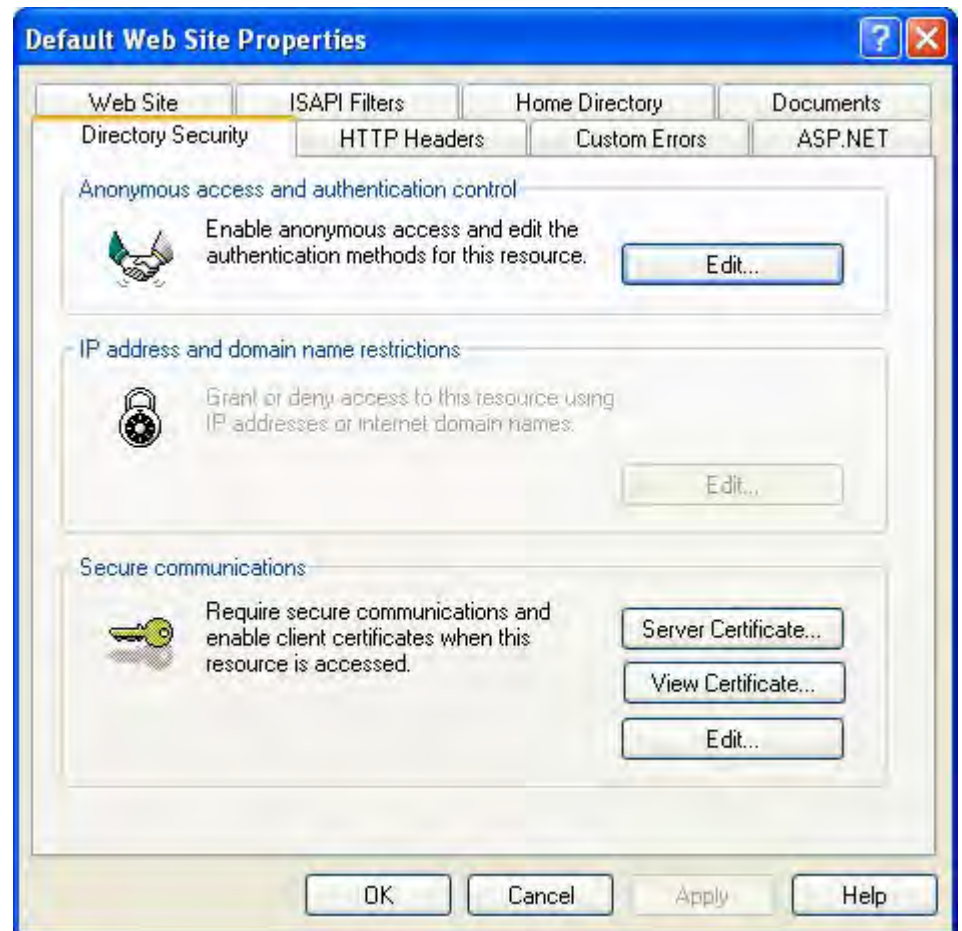 Default Web Site Properties
Web Site ISAPI Filters Home Directory Documents
Directory Security HTTP Headers Custom Errors ASP.NET
Anonymous access and authentication control
Enable anonymous access and edit the
authentication methods for this resource.
Edit...
IP address and domain name restrictions
Grant or deny access to this resource using
IP addresses or internet domain names.
Edit...
Secure communications
Require secure communications and
enable client certificates when this
resource is accessed.
Server Certificate...
View Certificate...
Edit...
OK Cancel Apply Help